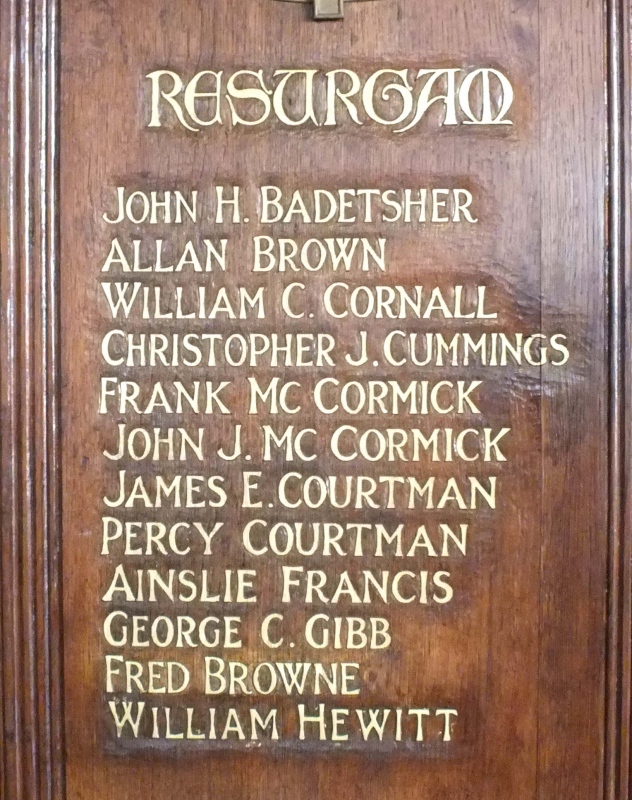 RESURGAM
JOHN H. BADETSHER
ALLAN BROWN
WILLIAM C. CORNALL
CHRISTOPHER J. CUMMINGS
FRANK MC CORMICK
JOHN J. MC CORMICK
JAMES E. COURTMAN
PERCY COURTMAN
AINSLIE FRANCIS
GEORGE C. GIBB
FRED BROWNE
WILLIAM HEWITT